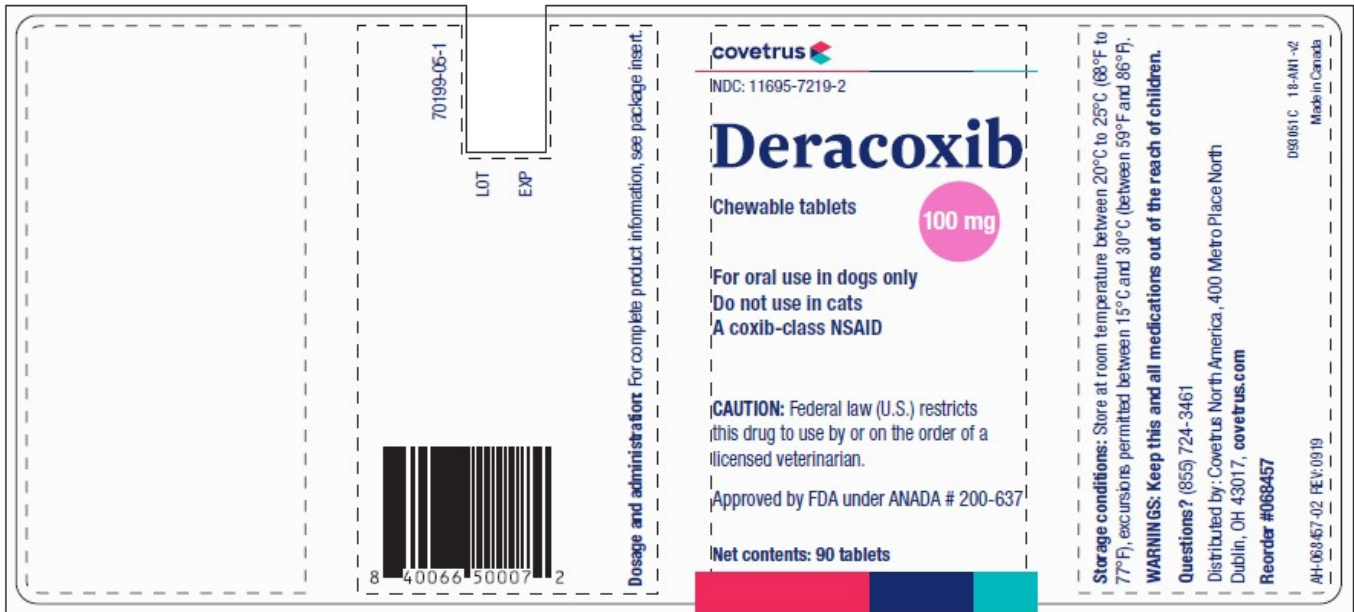 70199-05-1
LOT
EXP
8 40066 50007 2
Dosage and administration: For complete product information, see package insert.
covetrus
NDC: 11695-7219-2
Deracoxib
Chewable tablets
100 mg
For oral use in dogs only
Do not use in cats
A coxib-class NSAID
CAUTION: Federal law (U.S.) restricts
this drug to use by or on the order of a
licensed veterinarian.
Approved by FDA under ANADA # 200-637
Net contents: 90 tablets
Storage conditions: Store at room temperature between 20°C to 25°C (68°F to
77°F), excursions permitted between 15°C and 30°C (between 59°F and 86°F).
WARNINGS: Keep this and all medications out of the reach of children.
Questions? (855) 724-3461
Distributed by: Covetrus North America, 400 Metro Place North
Dublin, OH 43017, covetrus.com
Reorder #068457
D93051C 18-AN1-v2
AH-068457-02 REV:0919 Made in Canada